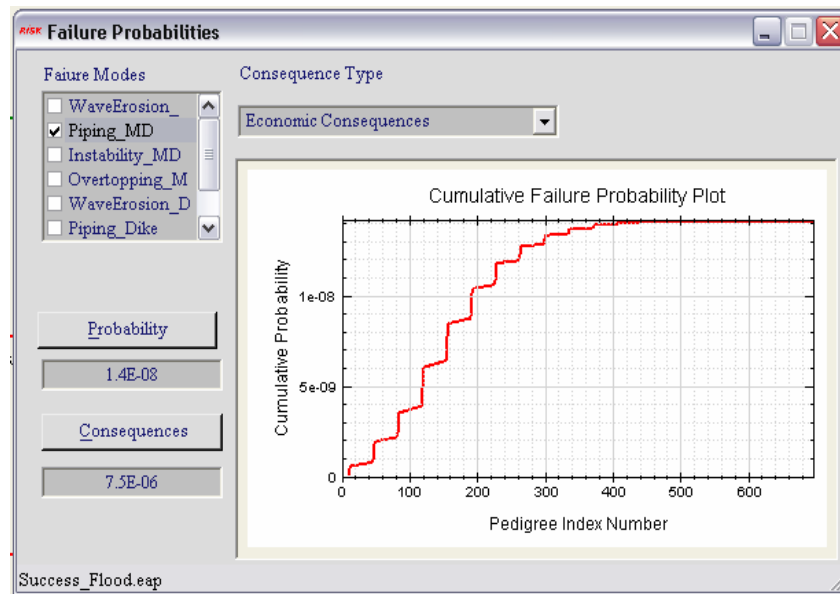 RISK Failure Probabilities
Faiure Modes
WaveErosion_
Piping_MD
Instability_MD
Overtopping_M
WaveErosion_D
Piping_Dike
Consequence Type
Economic Consequences
Probability
1.4E-08
Consequences
7.5E-06
Cumulative Failure Probability Plot
Cumulative Probability
1e-08
5e-09
0
0 100 200 300 400 500 600
Pedigree Index Number
Success_Flood.eap